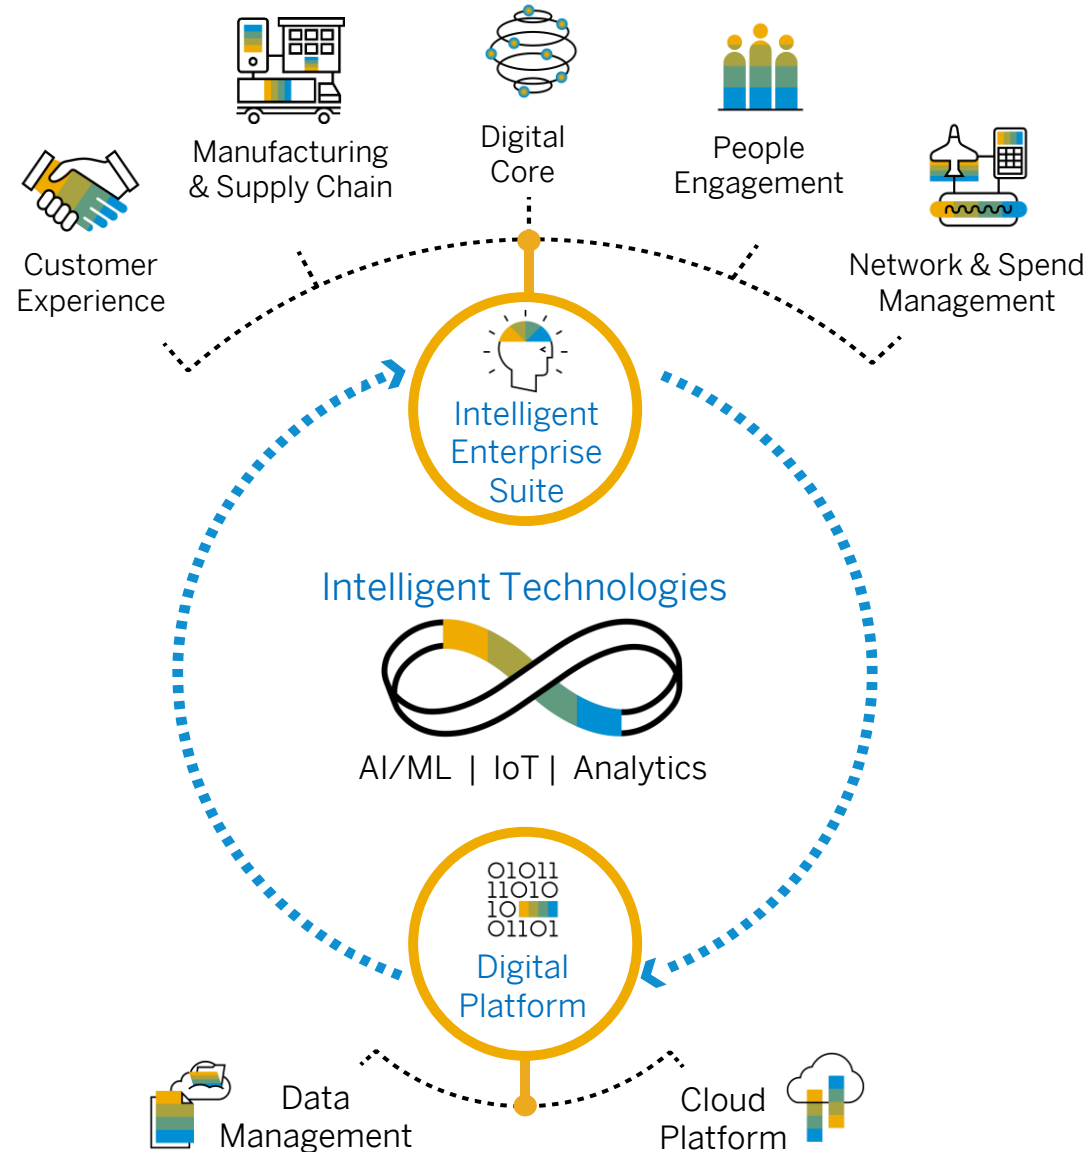 Digital
Core
Manufacturing
& Supply Chain
People
Engagement
Customer
Experience
Network & Spend
Management
Intelligent
Enterprise
Suite
Intelligent Technologies
AI/ML | IoT | Analytics
01011
11010
10
01101
Digital
Platform
Data
Management
Cloud
Platform